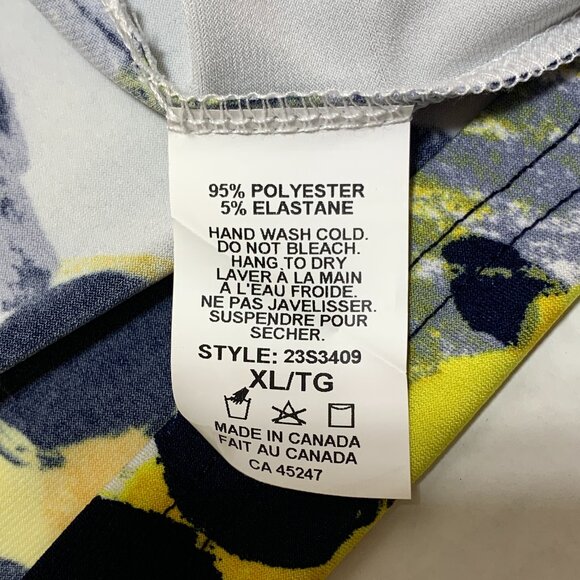 95% POLYESTER
5% ELASTANE
HAND WASH COLD.
DO NOT BLEACH.
HANG TO DRY
LAVER À LA MAIN
A L'EAU FROIDE.
NE PAS JAVELISSER.
SUSPENDRE POUR
SECHER.
STYLE: 23S3409
XL/TG
MADE IN CANADA
FAIT AU CANADA
CA 45247